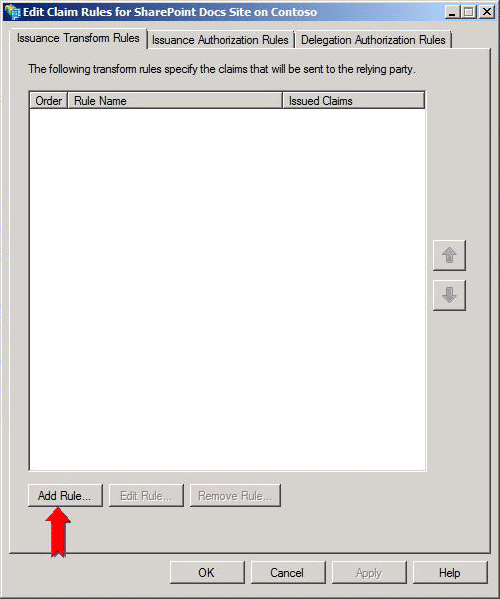 Edit Claim Rules for SharePoint Docs Site on Contoso
Issuance Transform Rules Issuance Authorization Rules Delegation Authorization Rules
The following transform rules specify the claims that will be sent to the relying party.
Order Rule Name Issued Claims
Add Rule... Edit Rule... Remove Rule...
OK Cancel Apply Help